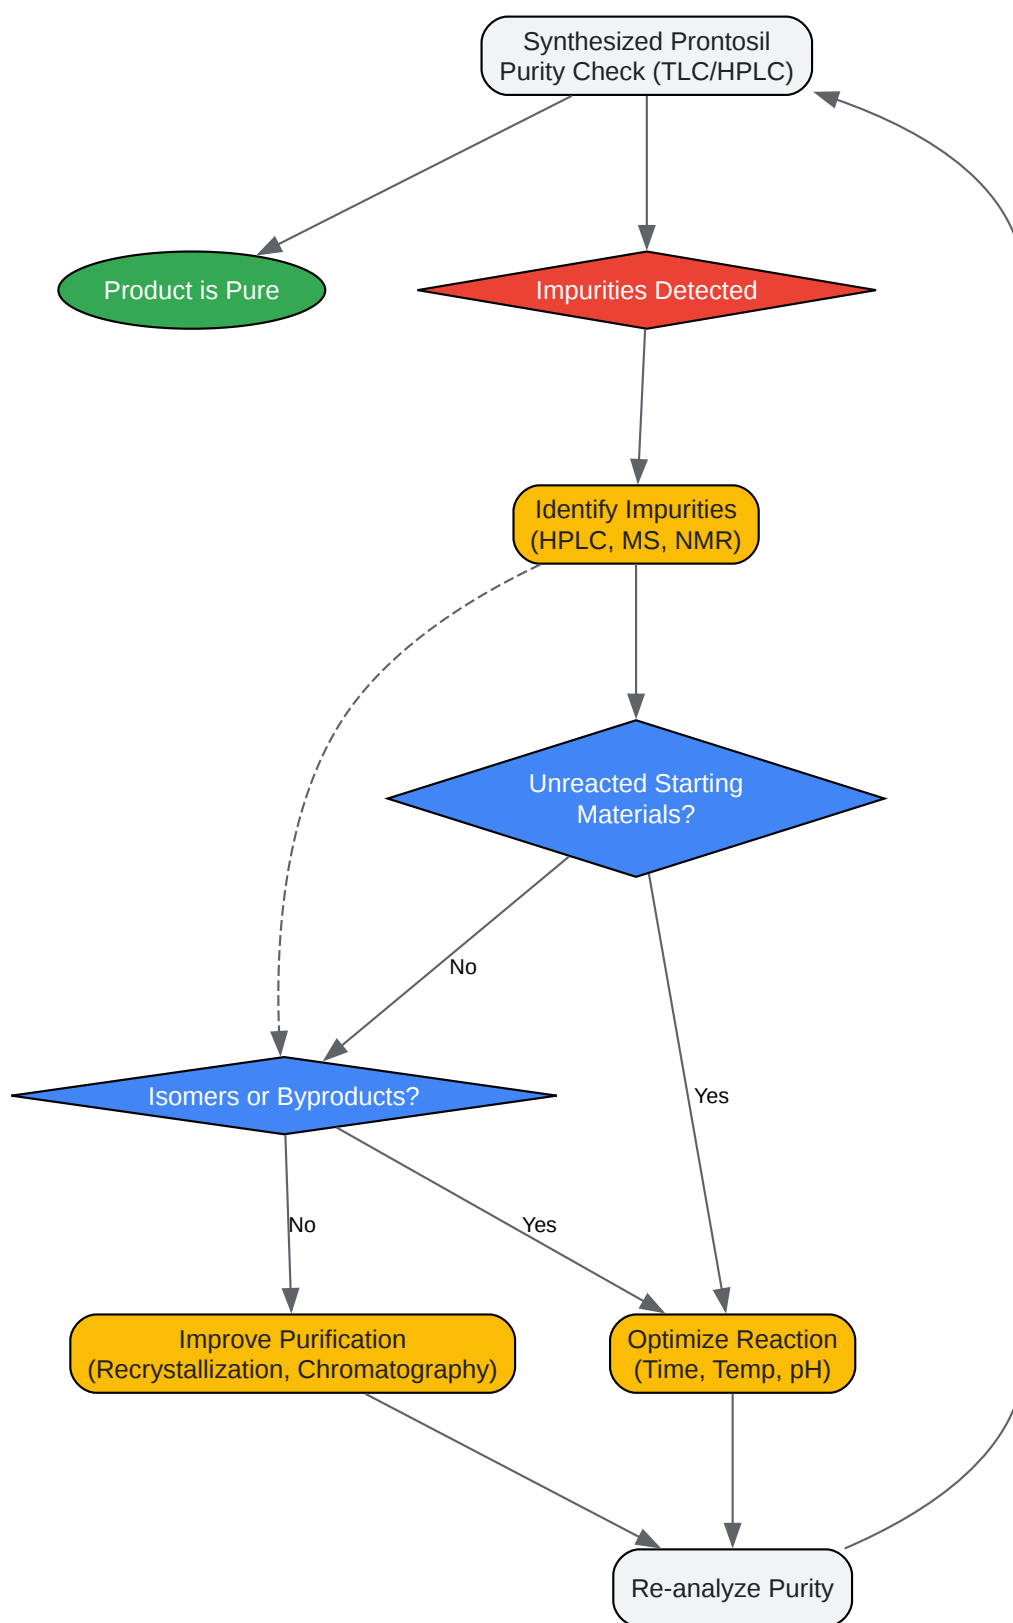 Synthesized Prontosil
Purity Check (TLC/HPLC)
Product is Pure
Impurities Detected
Identify Impurities
(HPLC, MS, NMR)
Unreacted Starting
Materials?
No
Isomers or Byproducts?
Yes
No
Yes
Improve Purification
(Recrystallization, Chromatography)
Optimize Reaction
(Time, Temp, pH)
Re-analyze Purity